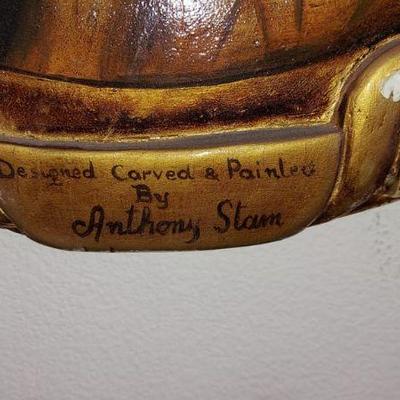 Designed Carved & Painted
By
Anthony Stam